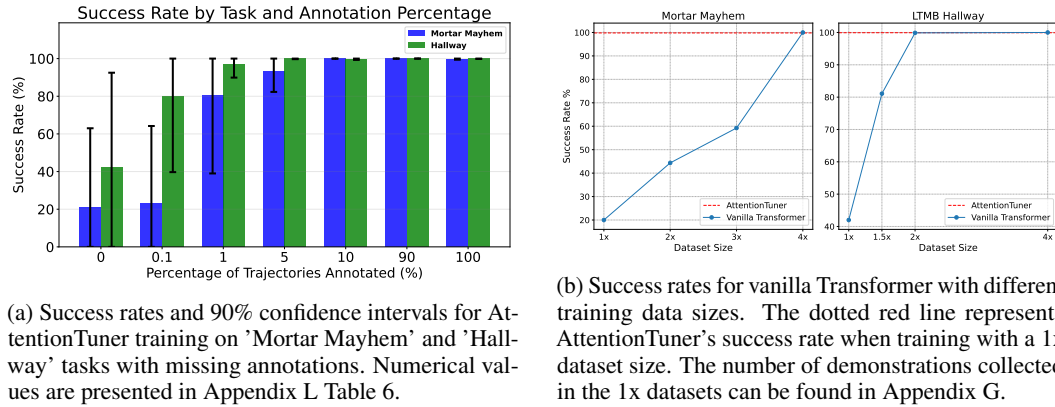 Success Rate by Task and Annotation Percentage
Mortar Mayhem
Hallway
Success Rate (%)
100
80
60
40
20
0
0 0.1 1 5 10 90 100
Percentage of Trajectories Annotated (%)
(a) Success rates and 90% confidence intervals for At-
tentionTuner training on 'Mortar Mayhem' and 'Hall-
way' tasks with missing annotations. Numerical val-
ues are presented in Appendix L Table 6.
Mortar Mayhem
Success Rate %
100
90
80
70
60
50
40
30
20
AttentionTuner
Vanilla Transformer
1x 2x 3x 4x
Dataset Size
LTMB Hallway
100
90
80
70
60
50
40
AttentionTuner
Vanilla Transformer
1x 1.5x 2x 4x
Dataset Size
(b) Success rates for vanilla Transformer with differen
training data sizes. The dotted red line represent
AttentionTuner's success rate when training with a 1x
dataset size. The number of demonstrations collected
in the 1x datasets can be found in Appendix G.